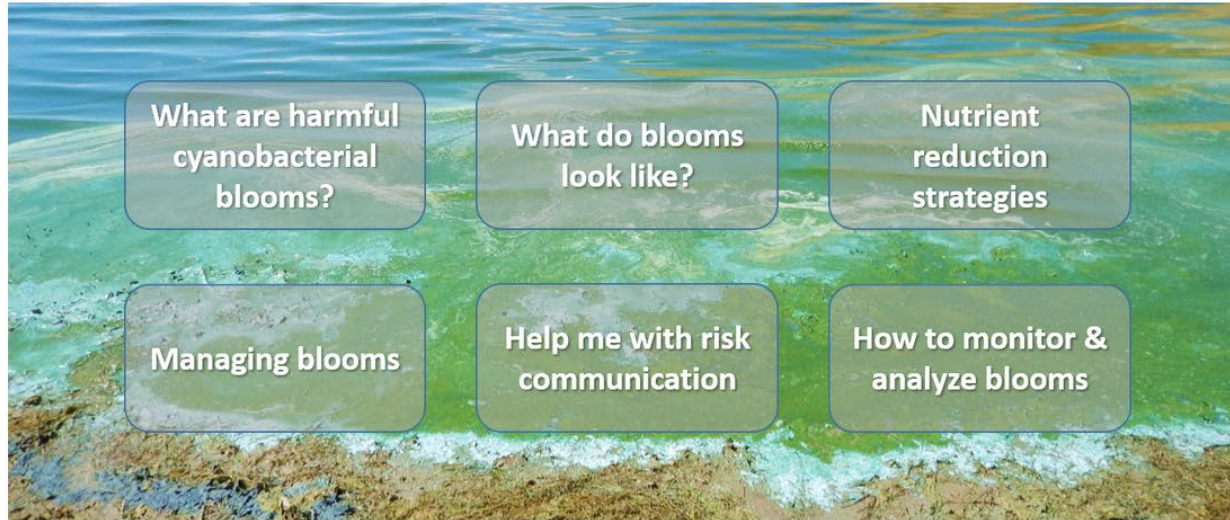 What are harmful
cyanobacterial
blooms?
What do blooms
look like?
Nutrient
reduction
strategies
Managing blooms
Help me with risk
communication
How to monitor &
analyze blooms